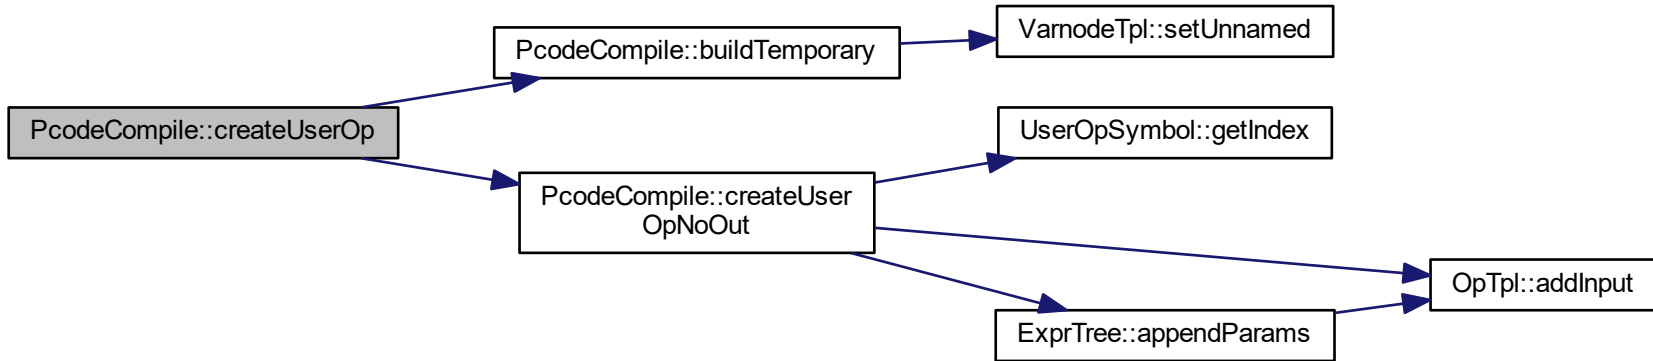 PcodeCompile::createUserOp
PcodeCompile::buildTemporary
VarnodeTpl::setUnnamed
PcodeCompile::createUser
OpNoOut
UserOpSymbol::getIndex
ExprTree::appendParams
OpTpl::addInput